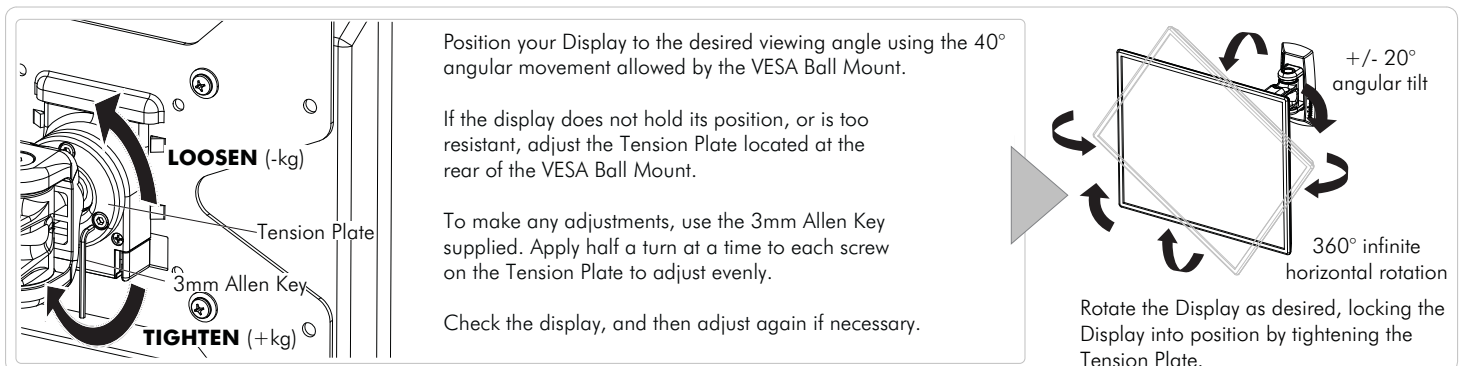 LOOSEN (-kg)
Tension Plate
3mm Allen Key
TIGHTEN (+kg)
Position your Display to the desired viewing angle using the 40°
angular movement allowed by the VESA Ball Mount.
If the display does not hold its position, or is too
resistant, adjust the Tension Plate located at the
rear of the VESA Ball Mount.
To make any adjustments, use the 3mm Allen Key
supplied. Apply half a turn at a time to each screw
on the Tension Plate to adjust evenly.
Check the display, and then adjust again if necessary.
+/- 20°
angular tilt
360° infinite
horizontal rotation
Rotate the Display as desired, locking the
Display into position by tightening the
Tension Plate.